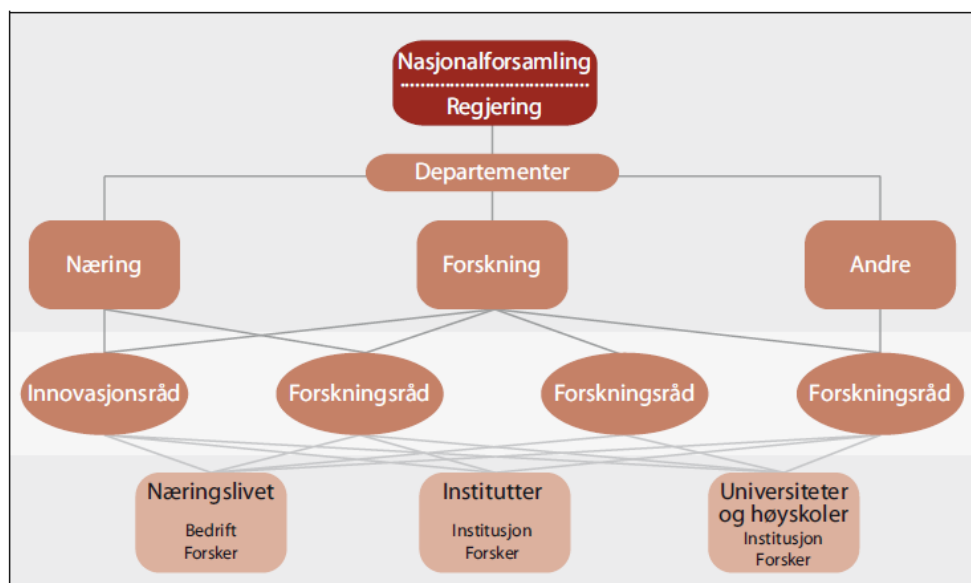 Nasjonalforsamling
Regjering
Departementer
Næring
Forskning
Andre
Innovasjonsråd
Forskningsråd
Forskningsråd
Forskningsråd
Næringslivet
Bedrift
Forsker
Institutter
Institusjon
Forsker
Universiteter
og høyskoler
Institusjon
Forsker